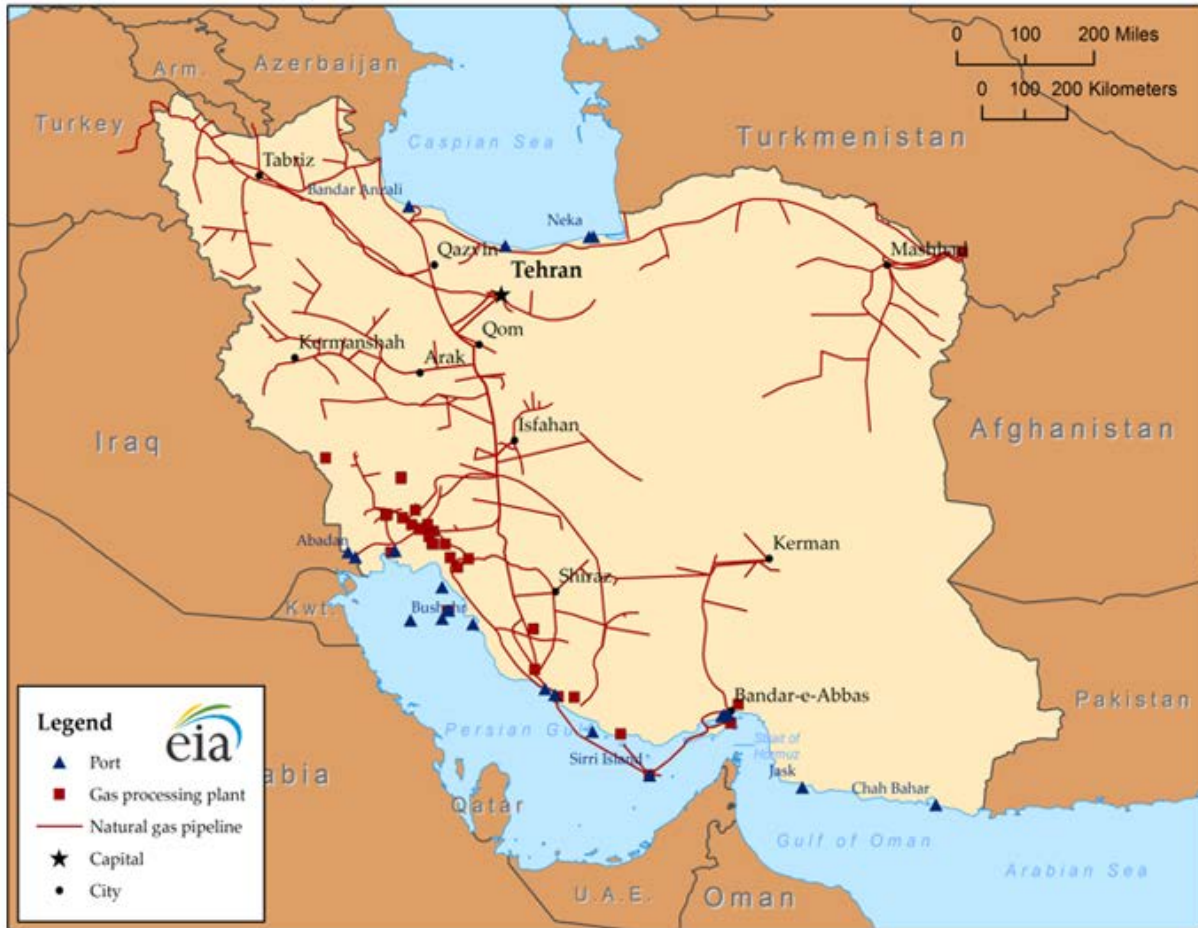 0 100 200 Miles
0 100 200 Kilometers
Arm.
Azerbaijan
Turkey
Caspian Sea
Turkmenistan
Tabriz
Bandar Anzali
Neka
Qazvin
Mashhad
Tehran
Qom
Kermanshah
Arak
Iraq
Isfahan
Afghanistan
Abadan
Kerman
Shiraz
Kwt.
Bushehr
Bandar-e-Abbas
Pakistan
Persian Gulf
Strait of
Hormuz
Sirri Island
Jask
Chah Bahar
Qatar
Gulf of Oman
Arabian Sea
U.A.E.
Oman
abia
Legend
eia
Port
Gas processing plant
Natural gas pipeline
Capital
City